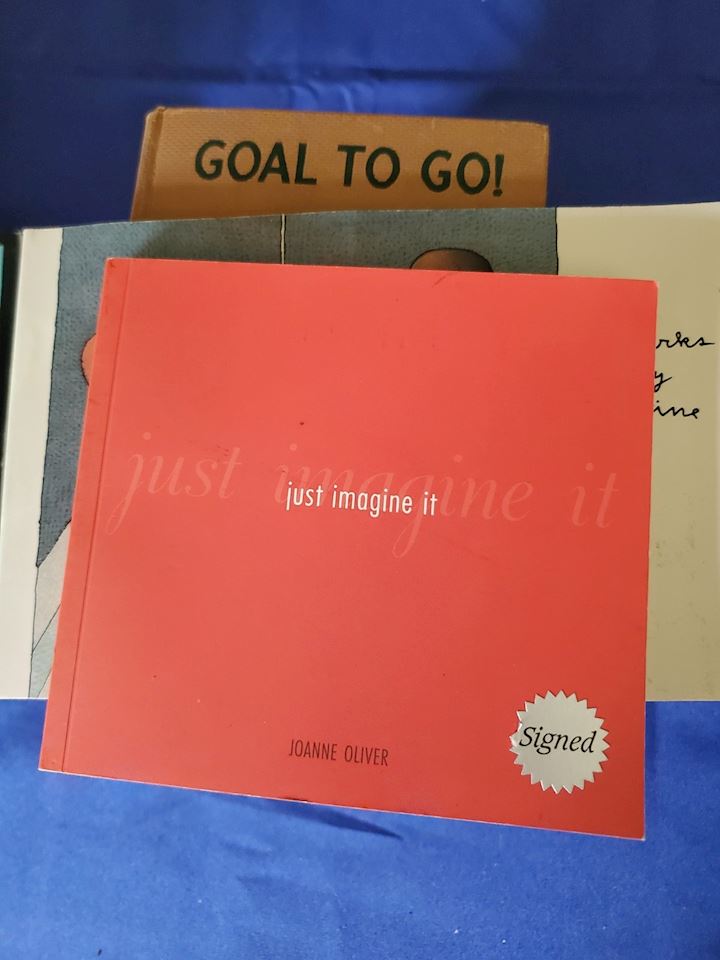 GOAL TO GO!
just imagine it
just imagine it
JOANNE OLIVER
Signed